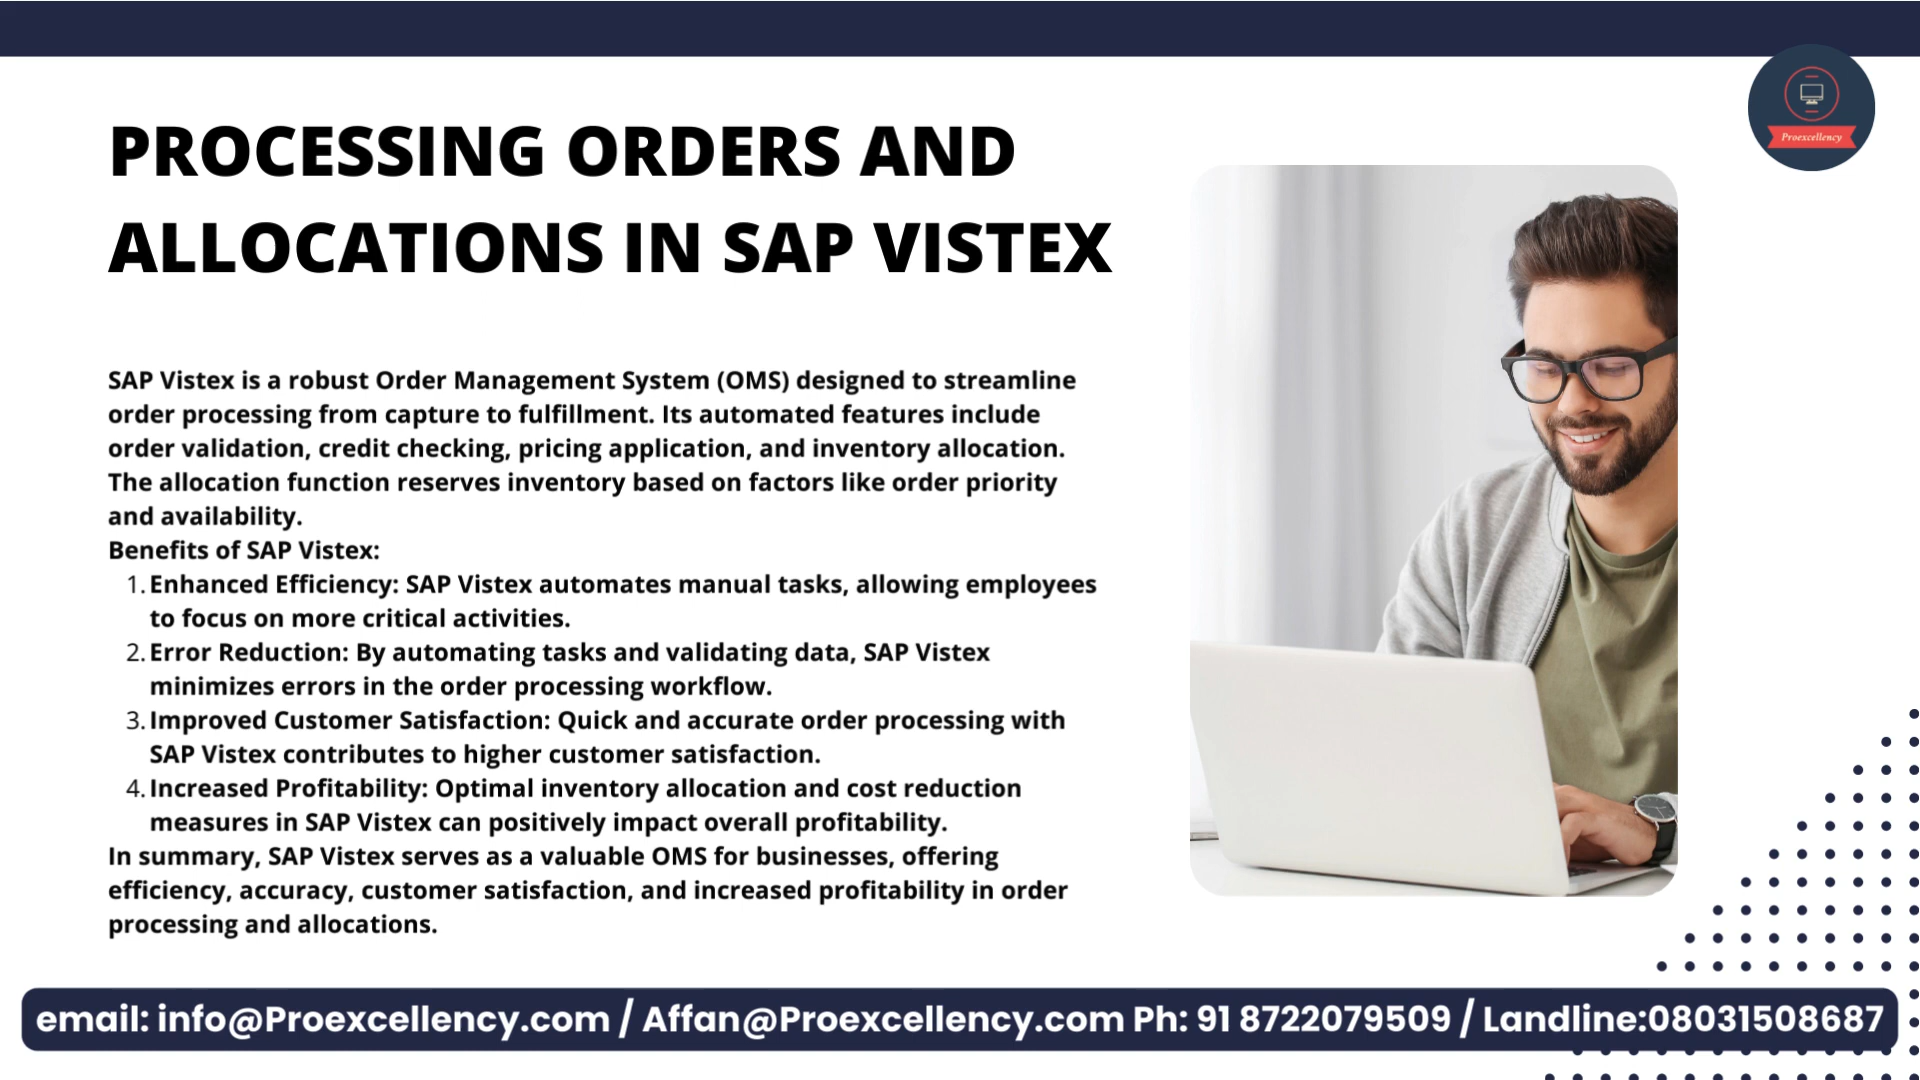 Proexcellency
PROCESSING ORDERS AND
ALLOCATIONS IN SAP VISTEX
SAP Vistex is a robust Order Management System (OMS) designed to streamline
order processing from capture to fulfillment. Its automated features include
order validation, credit checking, pricing application, and inventory allocation.
The allocation function reserves inventory based on factors like order priority
and availability.
Benefits of SAP Vistex:
1. Enhanced Efficiency: SAP Vistex automates manual tasks, allowing employees
to focus on more critical activities.
2. Error Reduction: By automating tasks and validating data, SAP Vistex
minimizes errors in the order processing workflow.
3. Improved Customer Satisfaction: Quick and accurate order processing with
SAP Vistex contributes to higher customer satisfaction.
4. Increased Profitability: Optimal inventory allocation and cost reduction
measures in SAP Vistex can positively impact overall profitability.
In summary, SAP Vistex serves as a valuable OMS for businesses, offering
efficiency, accuracy, customer satisfaction, and increased profitability in order
processing and allocations.
email: info@Proexcellency.com / Affan@Proexcellency.com Ph: 91 8722079509 / Landline:08031508687